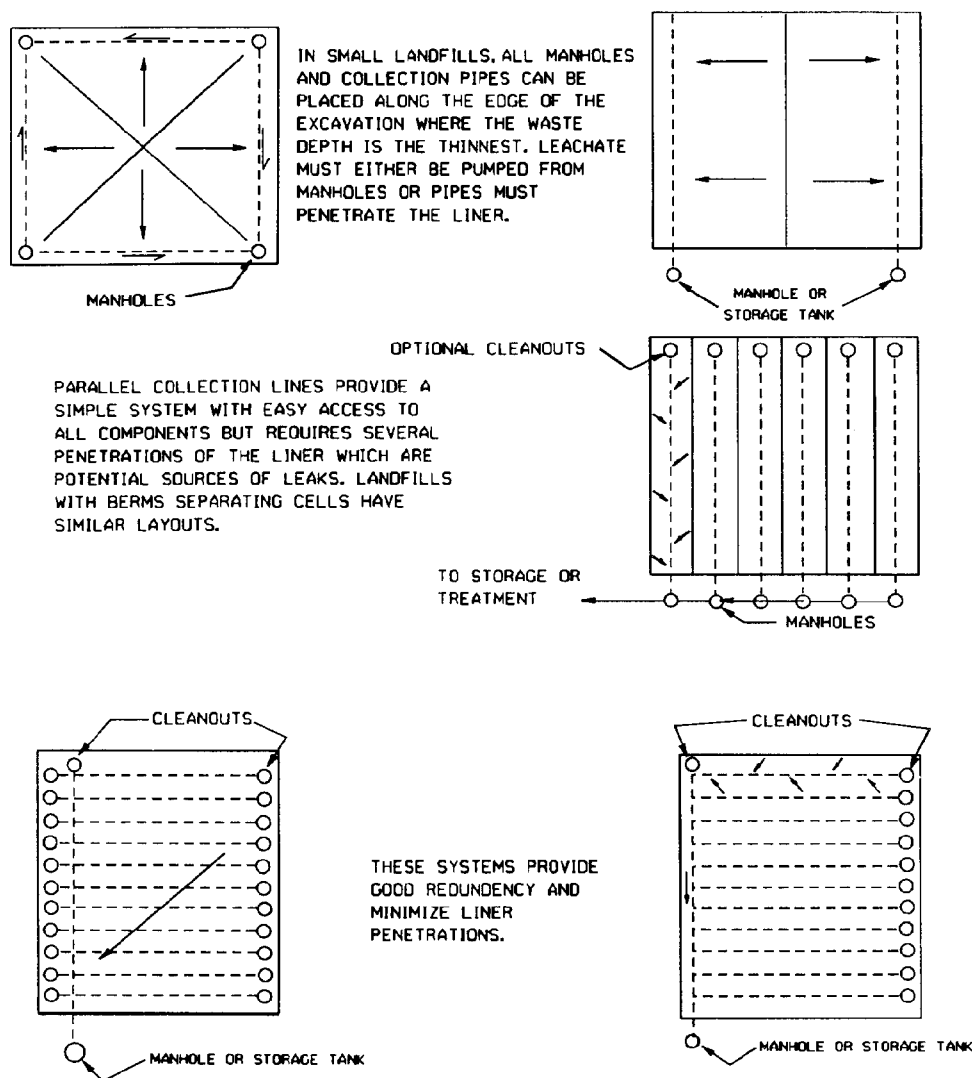 IN SMALL LANDFILLS, ALL MANHOLES
AND COLLECTION PIPES CAN BE
PLACED ALONG THE EDGE OF THE
EXCAVATION WHERE THE WASTE
DEPTH IS THE THINNEST. LEACHATE
MUST EITHER BE PUMPED FROM
MANHOLES OR PIPES MUST
PENETRATE THE LINER.
MANHOLES
MANHOLE OR
STORAGE TANK
OPTIONAL CLEANOUTS
PARALLEL COLLECTION LINES PROVIDE A
SIMPLE SYSTEM WITH EASY ACCESS TO
ALL COMPONENTS BUT REQUIRES SEVERAL
PENETRATIONS OF THE LINER WHICH ARE
POTENTIAL SOURCES OF LEAKS. LANDFILLS
WITH BERMS SEPARATING CELLS HAVE
SIMILAR LAYOUTS.
TO STORAGE OR
TREATMENT
MANHOLES
CLEANOUTS
CLEANOUTS
THESE SYSTEMS PROVIDE
GOOD REDUNDENCY AND
MINIMIZE LINER
PENETRATIONS.
MANHOLE OR STORAGE TANK
MANHOLE OR STORAGE TANK